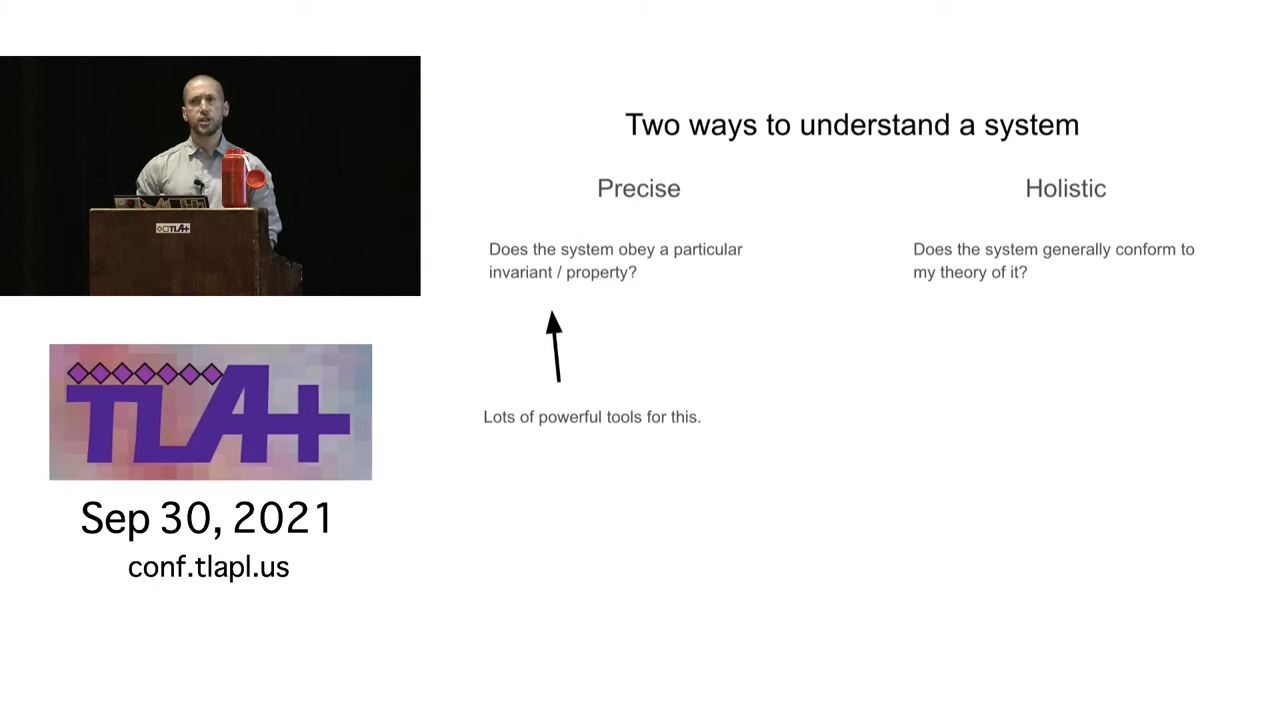 Two ways to understand a system
Precise
Does the system obey a particular
invariant / property?
Lots of powerful tools for this.
Holistic
Does the system generally conform to
my theory of it?
TLA+
TLA+
Sep 30, 2021
conf.tlapl.us